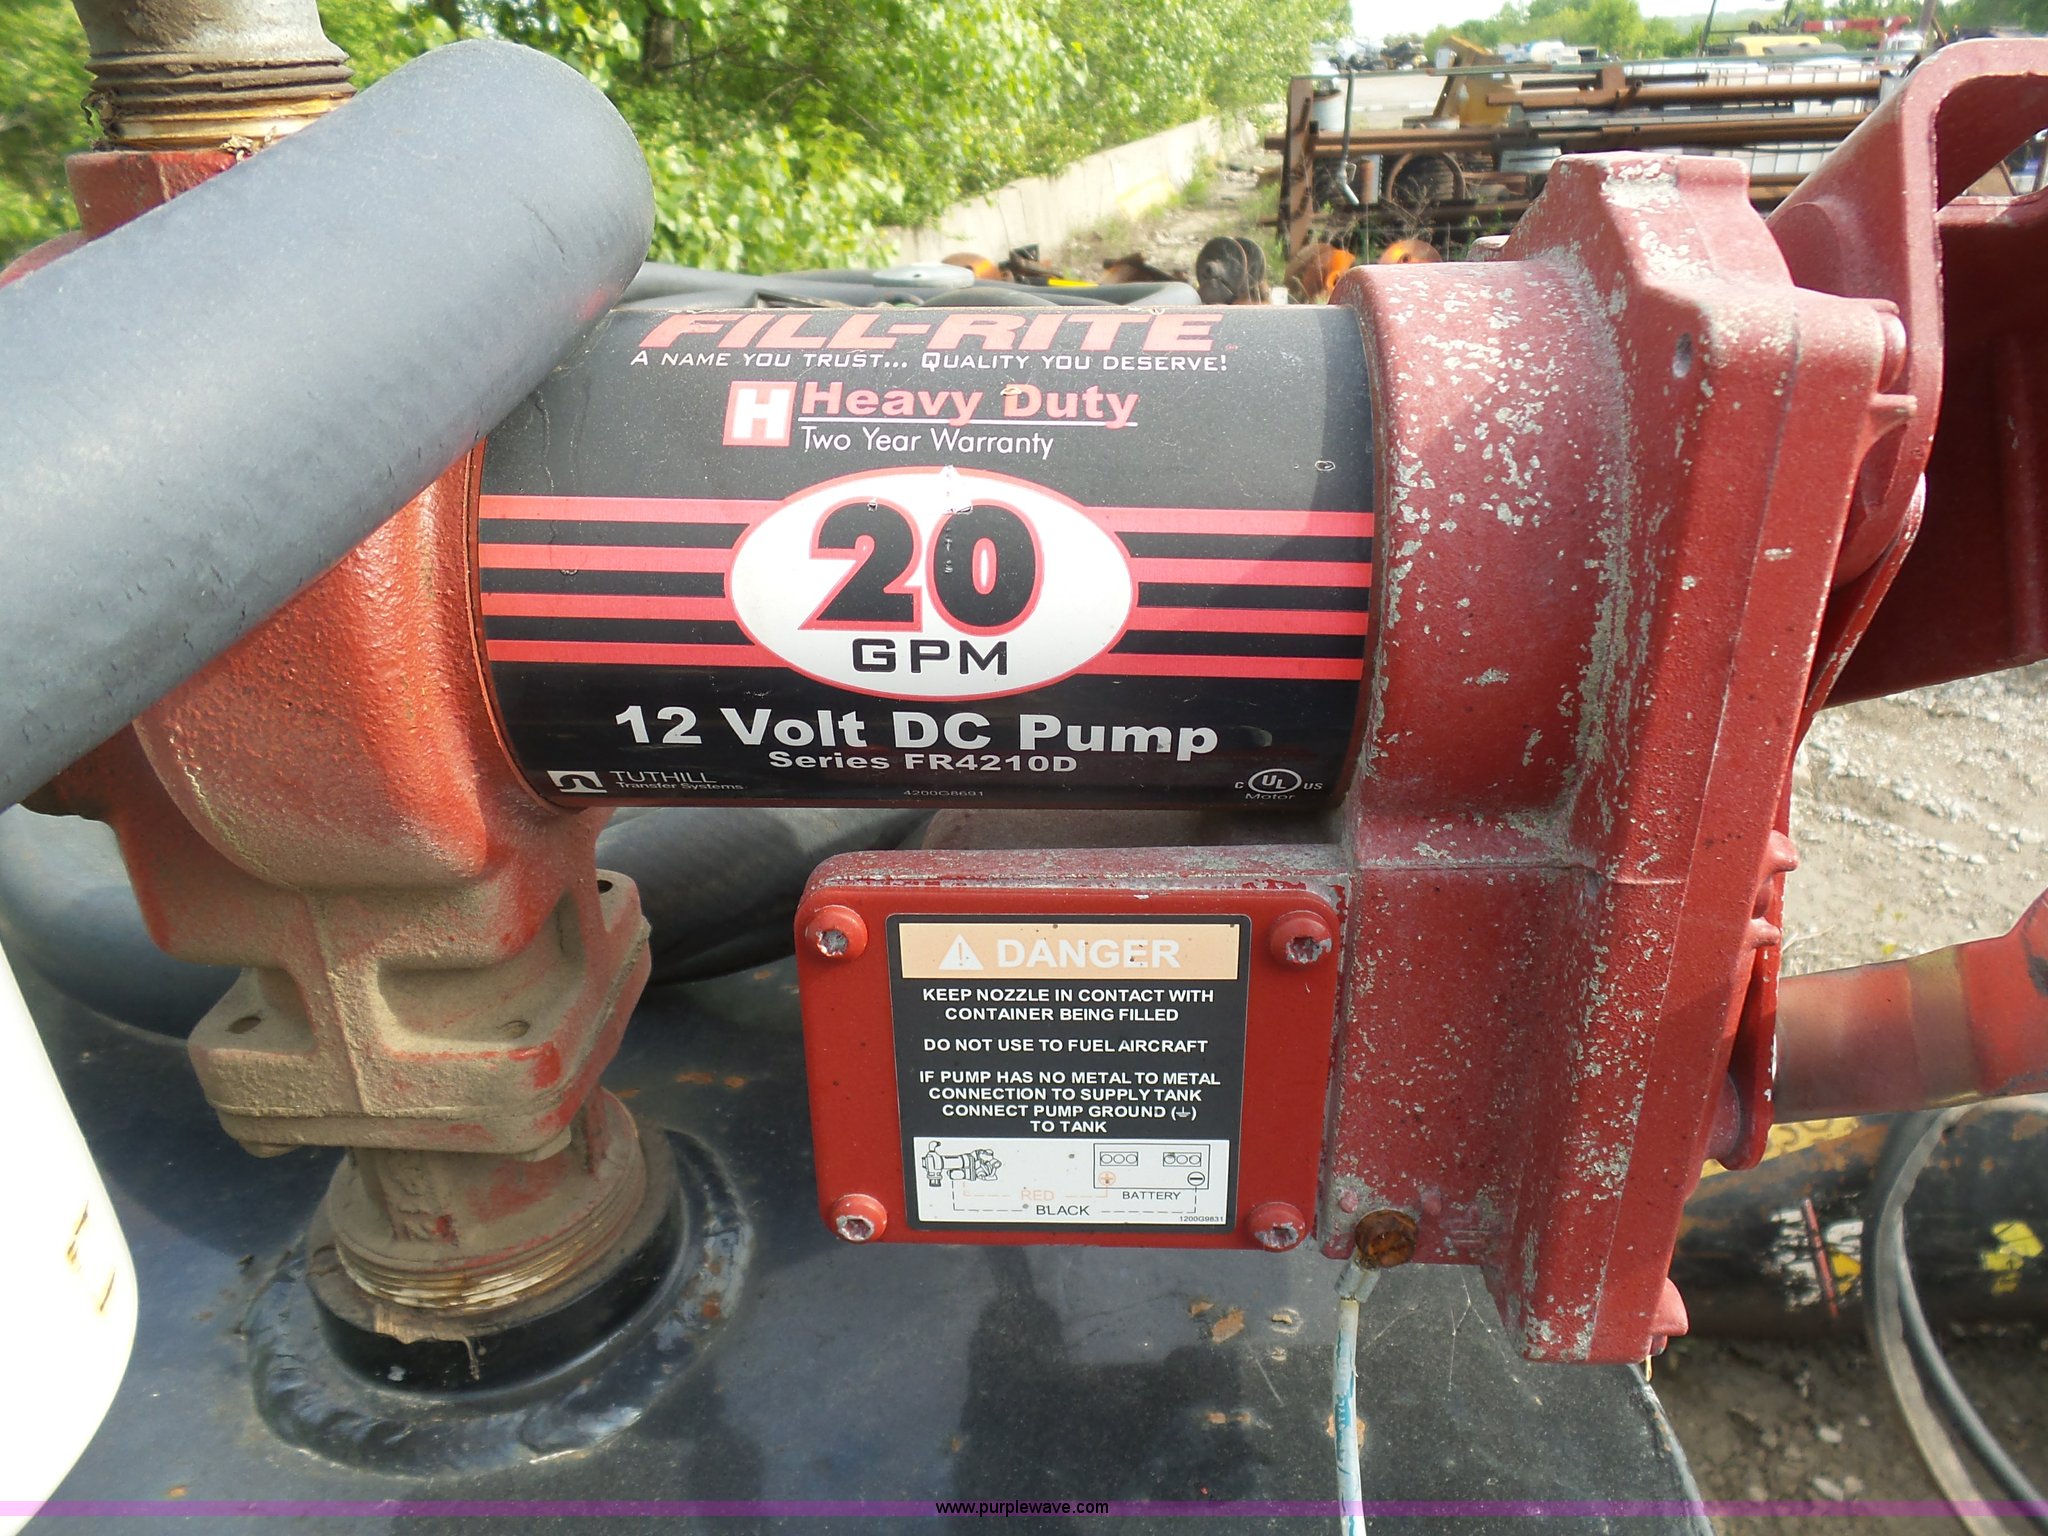 FILL-RITE
A NAME YOU TRUST... QUALITY YOU DESERVE!
H Heavy Duty
Two Year Warranty
20
GPM
12 Volt DC Pump
Series FR4210D
TUTHILL
Transfer Systems
4200G8691
C UL US
Motor
DANGER
KEEP NOZZLE IN CONTACT WITH
CONTAINER BEING FILLED
DO NOT USE TO FUEL AIRCRAFT
IF PUMP HAS NO METAL TO METAL
CONNECTION TO SUPPLY TANK
CONNECT PUMP GROUND (⏚)
TO TANK
+ −
RED
BATTERY
BLACK
1200G9831
www.purplewave.com